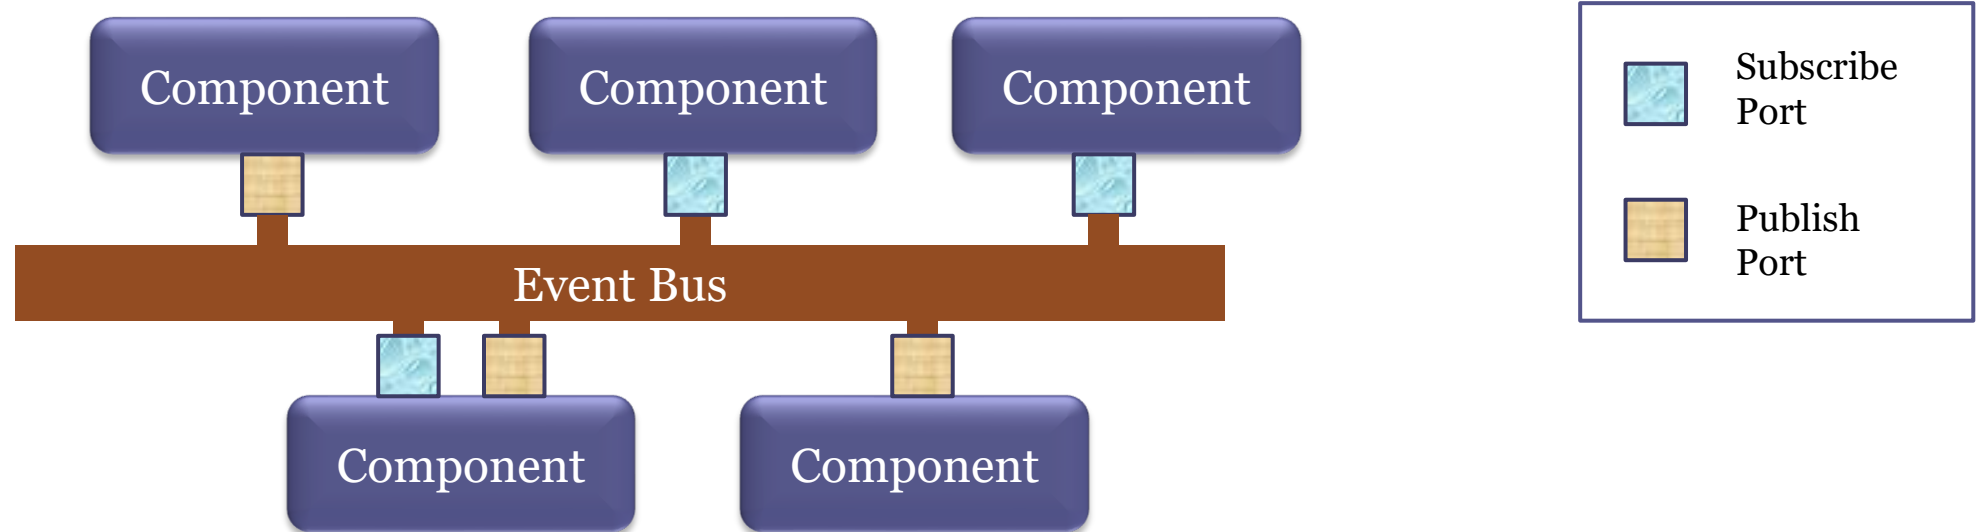 Component
Component
Component
Event Bus
Component
Component
Subscribe
Port
Publish
Port